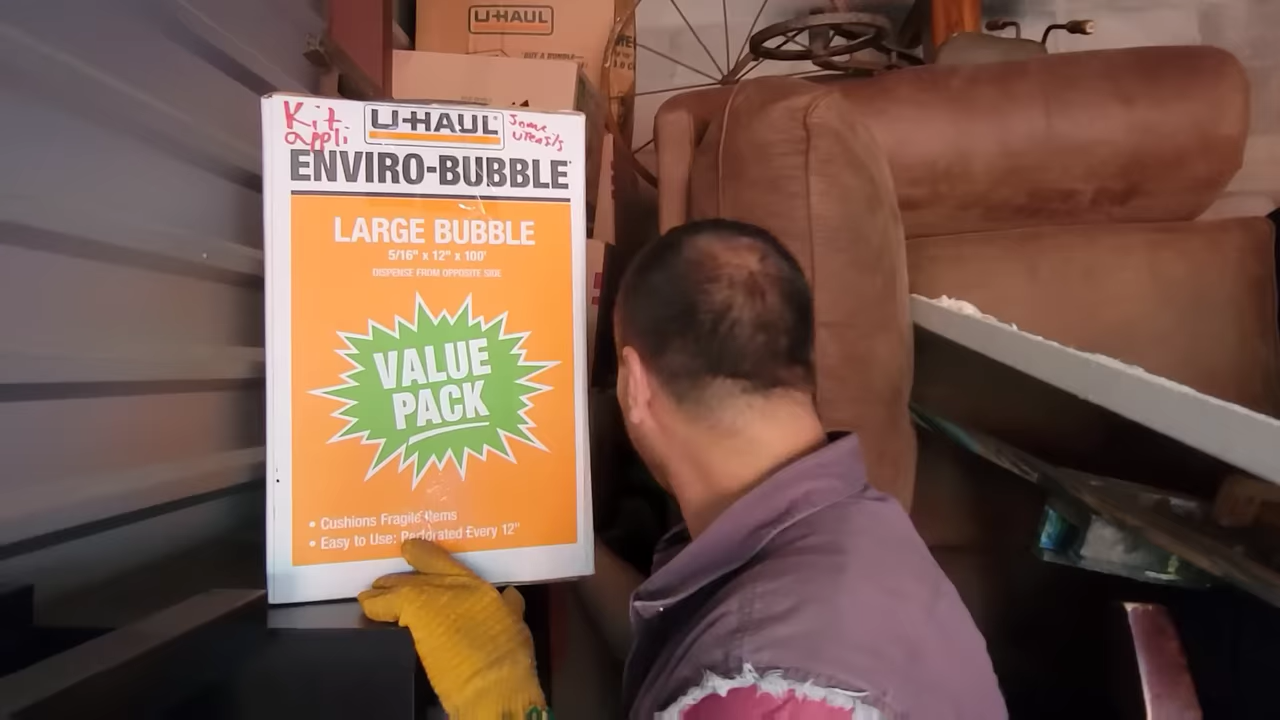 U-HAUL
Kit
appli
U-HAUL
Some
utensils
ENVIRO-BUBBLE
LARGE BUBBLE
5/16" x 12" x 100'
DISPENSE FROM OPPOSITE SIDE
VALUE
PACK
• Cushions Fragile Items
• Easy to Use: Perforated Every 12"